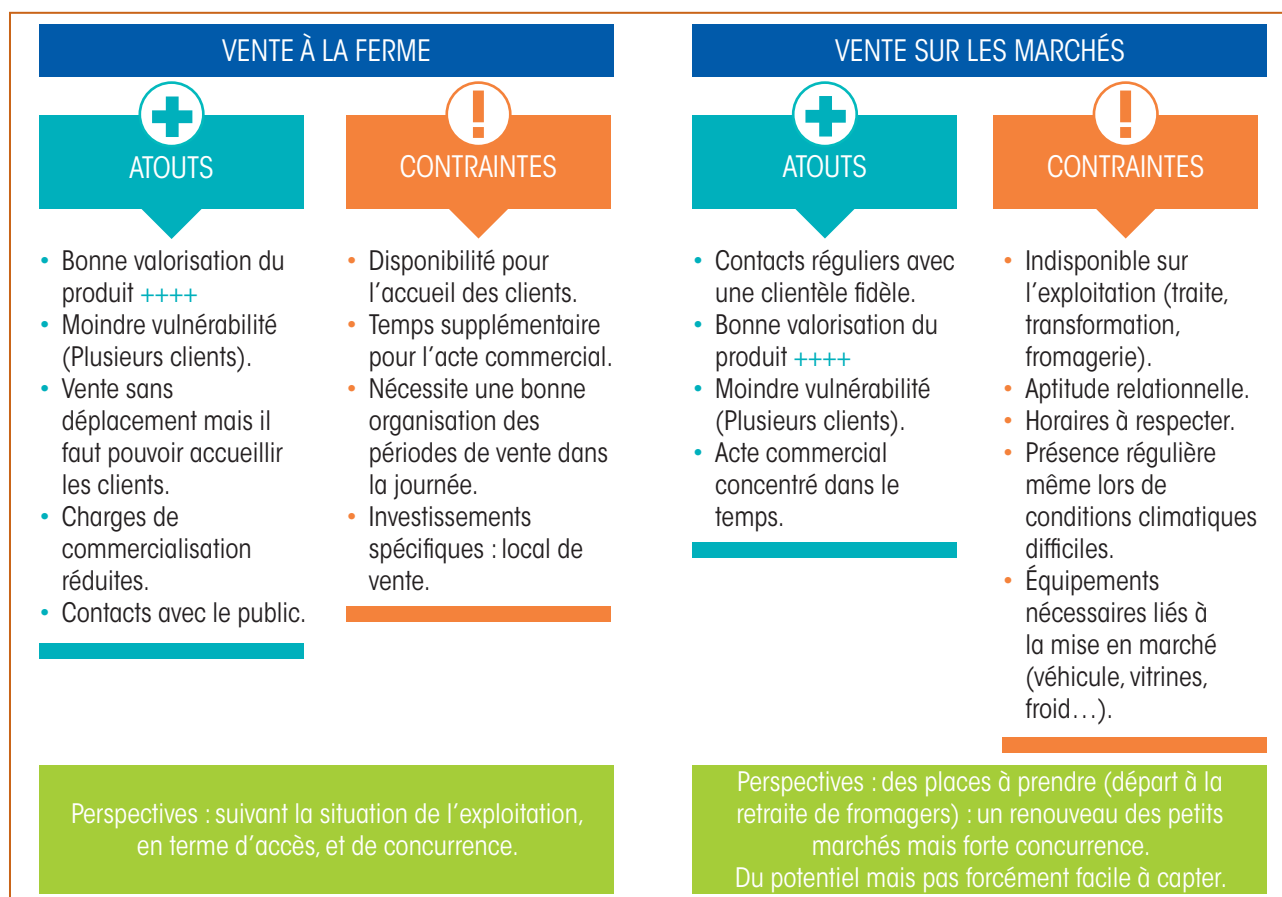 VENTE À LA FERME
ATOUTS
• Bonne valorisation du
produit ++++
• Moindre vulnérabilité
(Plusieurs clients).
• Vente sans
déplacement mais il
faut pouvoir accueillir
les clients.
• Charges de
commercialisation
réduites.
• Contacts avec le public.
CONTRAINTES
• Disponibilité pour
l'accueil des clients.
• Temps supplémentaire
pour l'acte commercial.
• Nécessite une bonne
organisation des
périodes de vente dans
la journée.
• Investissements
spécifiques : local de
vente.
Perspectives : suivant la situation de l'exploitation,
en terme d'accès, et de concurrence.
VENTE SUR LES MARCHÉS
ATOUTS
• Contacts réguliers avec
une clientèle fidèle.
• Bonne valorisation du
produit ++++
• Moindre vulnérabilité
(Plusieurs clients).
• Acte commercial
concentré dans le
temps.
CONTRAINTES
• Indisponible sur
l'exploitation (traite,
transformation,
fromagerie).
• Aptitude relationnelle.
• Horaires à respecter.
• Présence régulière
même lors de
conditions climatiques
difficiles.
• Équipements
nécessaires liés à
la mise en marché
(véhicule, vitrines,
froid…).
Perspectives : des places à prendre (départ à la
retraite de fromagers) : un renouveau des petits
marchés mais forte concurrence.
Du potentiel mais pas forcément facile à capter.